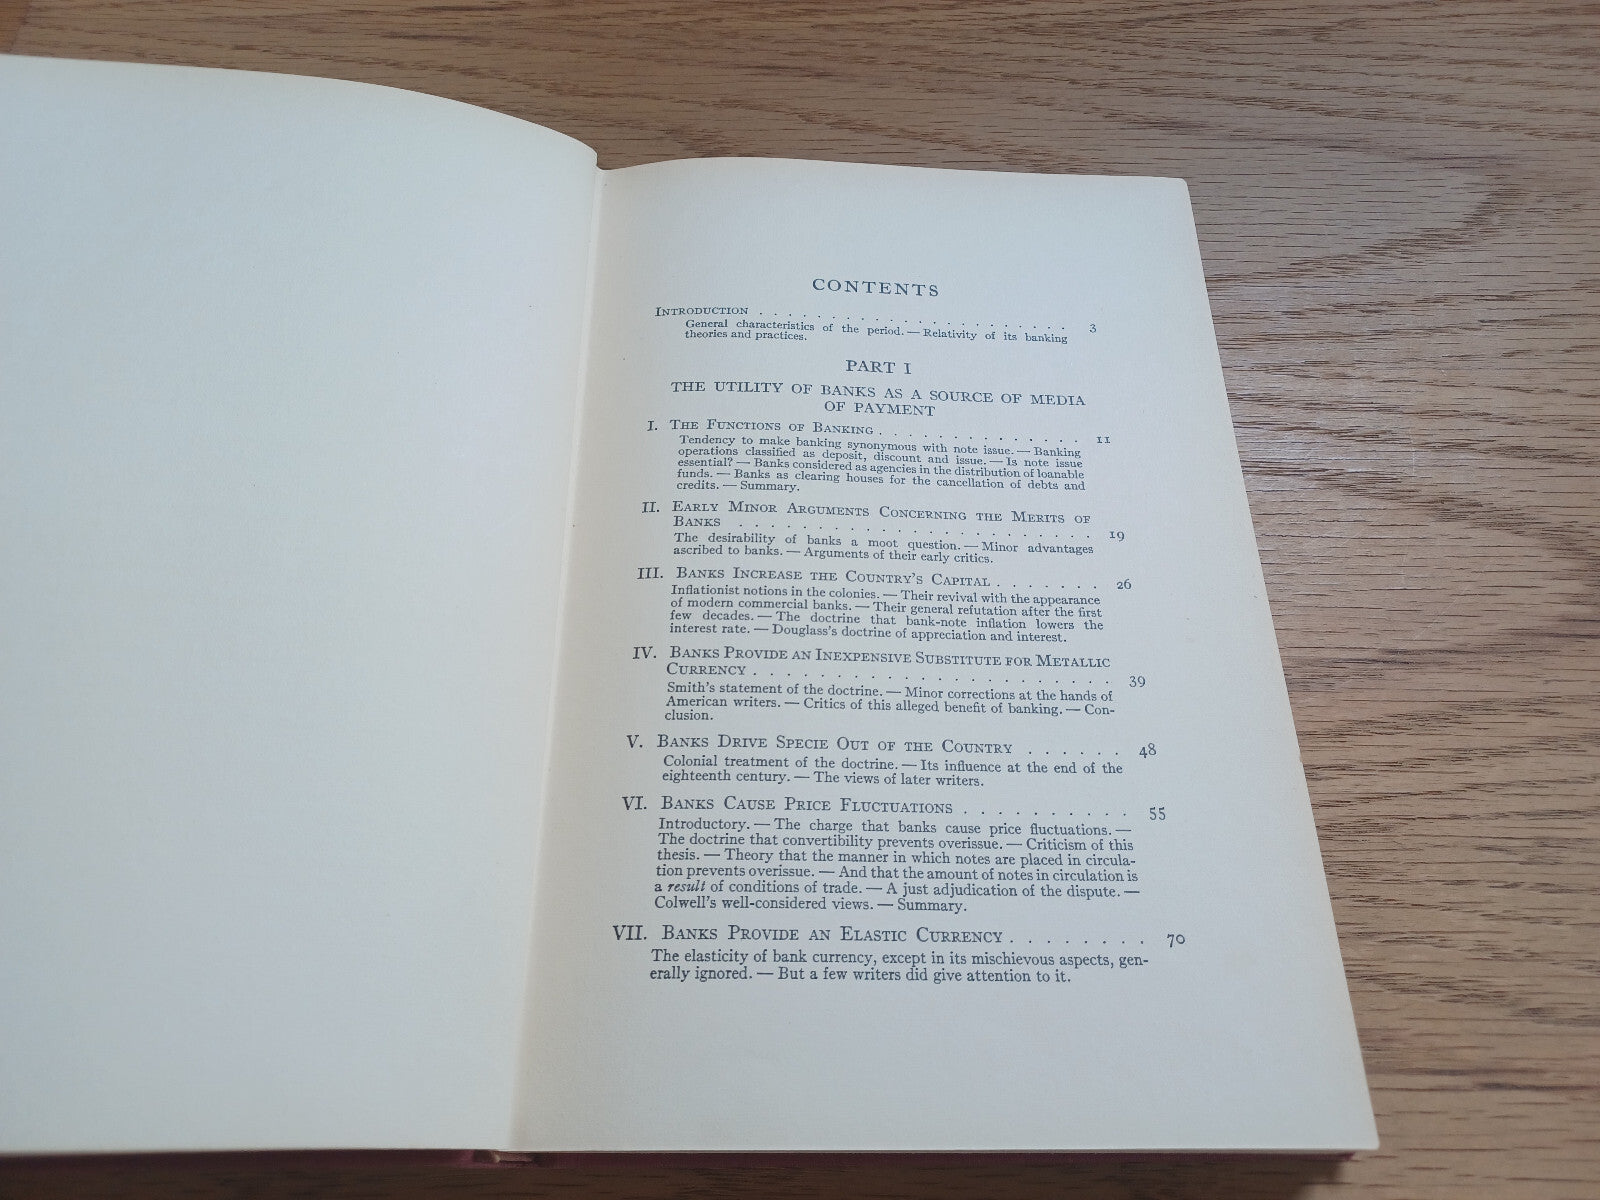 CONTENTS
INTRODUCTION . . . . . . . . . . . . . . . . . . . . . . 3
General characteristics of the period. — Relativity of its banking
theories and practices.
PART I
THE UTILITY OF BANKS AS A SOURCE OF MEDIA
OF PAYMENT
I. THE FUNCTIONS OF BANKING . . . . . . . . . . . . . . 11
Tendency to make banking synonymous with note issue. — Banking
operations classified as deposit, discount and issue. — Is note issue
essential? — Banks considered as agencies in the distribution of loanable
funds. — Banks as clearing houses for the cancellation of debts and
credits. — Summary.
II. EARLY MINOR ARGUMENTS CONCERNING THE MERITS OF
BANKS . . . . . . . . . . . . . . . . . . . . . . . 19
The desirability of banks a moot question. — Minor advantages
ascribed to banks. — Arguments of their early critics.
III. BANKS INCREASE THE COUNTRY'S CAPITAL . . . . . . . 26
Inflationist notions in the colonies. — Their revival with the appearance
of modern commercial banks. — Their general refutation after the first
few decades. — The doctrine that bank-note inflation lowers the
interest rate. — Douglass's doctrine of appreciation and interest.
IV. BANKS PROVIDE AN INEXPENSIVE SUBSTITUTE FOR METALLIC
CURRENCY . . . . . . . . . . . . . . . . . . . . . . 39
Smith's statement of the doctrine. — Minor corrections at the hands of
American writers. — Critics of this alleged benefit of banking. — Con-
clusion.
V. BANKS DRIVE SPECIE OUT OF THE COUNTRY . . . . . . 48
Colonial treatment of the doctrine. — Its influence at the end of the
eighteenth century. — The views of later writers.
VI. BANKS CAUSE PRICE FLUCTUATIONS . . . . . . . . . . 55
Introductory. — The charge that banks cause price fluctuations. —
The doctrine that convertibility prevents overissue. — Criticism of this
thesis. — Theory that the manner in which notes are placed in circula-
tion prevents overissue. — And that the amount of notes in circulation is
a result of conditions of trade. — A just adjudication of the dispute. —
Colwell's well-considered views. — Summary.
VII. BANKS PROVIDE AN ELASTIC CURRENCY . . . . . . . . 70
The elasticity of bank currency, except in its mischievous aspects, gen-
erally ignored. — But a few writers did give attention to it.